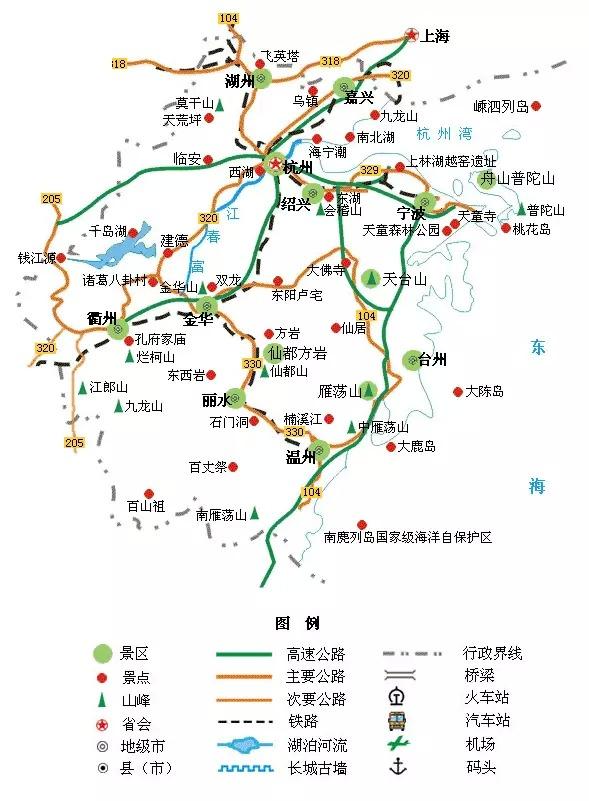 104
上海
318
318
飞英塔
320
湖州
嘉兴
乌镇
莫干山
天荒坪
九龙山
嵊泗列岛
南北湖
杭州湾
海宁潮
临安
杭州
西湖
329
上林湖越窑遗址
舟山普陀山
绍兴
东湖
会稽山
宁波
天童寺
普陀山
205
320
江
春
富
千岛湖
建德
天童森林公园
桃花岛
钱江源
大佛寺
天台山
诸葛八卦村
金华山
双龙
东阳卢宅
104
衢州
金华
方岩
仙居
孔府家庙
烂柯山
320
330
仙都方岩
仙都山
台州
东
东西岩
江郎山
九龙山
丽水
雁荡山
大陈岛
石门洞
楠溪江
330
中雁荡山
205
温州
大鹿岛
百丈祭
104
海
百山祖
南雁荡山
南麂列岛国家级海洋自保护区
图 例
景区
高速公路
行政界线
景点
主要公路
桥梁
山峰
次要公路
火车站
省会
铁路
汽车站
地级市
湖泊河流
机场
县（市）
长城古墙
码头